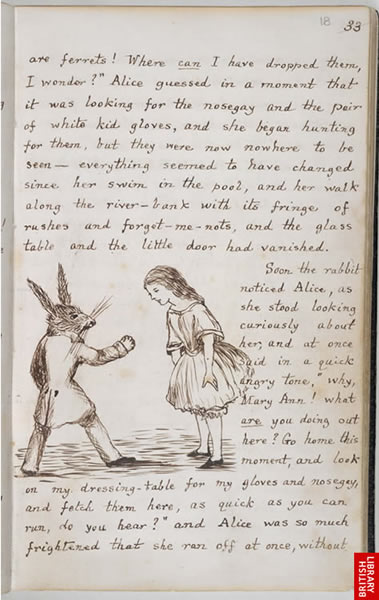 18
33
are ferrets! Where can I have dropped them,
I wonder?" Alice guessed in a moment that
it was looking for the nosegay and the pair
of white kid gloves, and she began hunting
for them, but they were now nowhere to be
seen— everything seemed to have changed
since her swim in the pool, and her walk
along the river-bank with its fringe of
rushes and forget-me-nots, and the glass
table and the little door had vanished.
Soon the rabbit
noticed Alice, as
she stood looking
curiously about
her, and at once
said in a quick
angry tone, "why,
Mary Ann! what
are you doing out
here? Go home this
moment, and look
on my dressing-table for my gloves and nosegay,
and fetch them here, as quick as you can
run, do you hear?" and Alice was so much
frightened that she ran off at once, without
BRITISH
LIBRARY